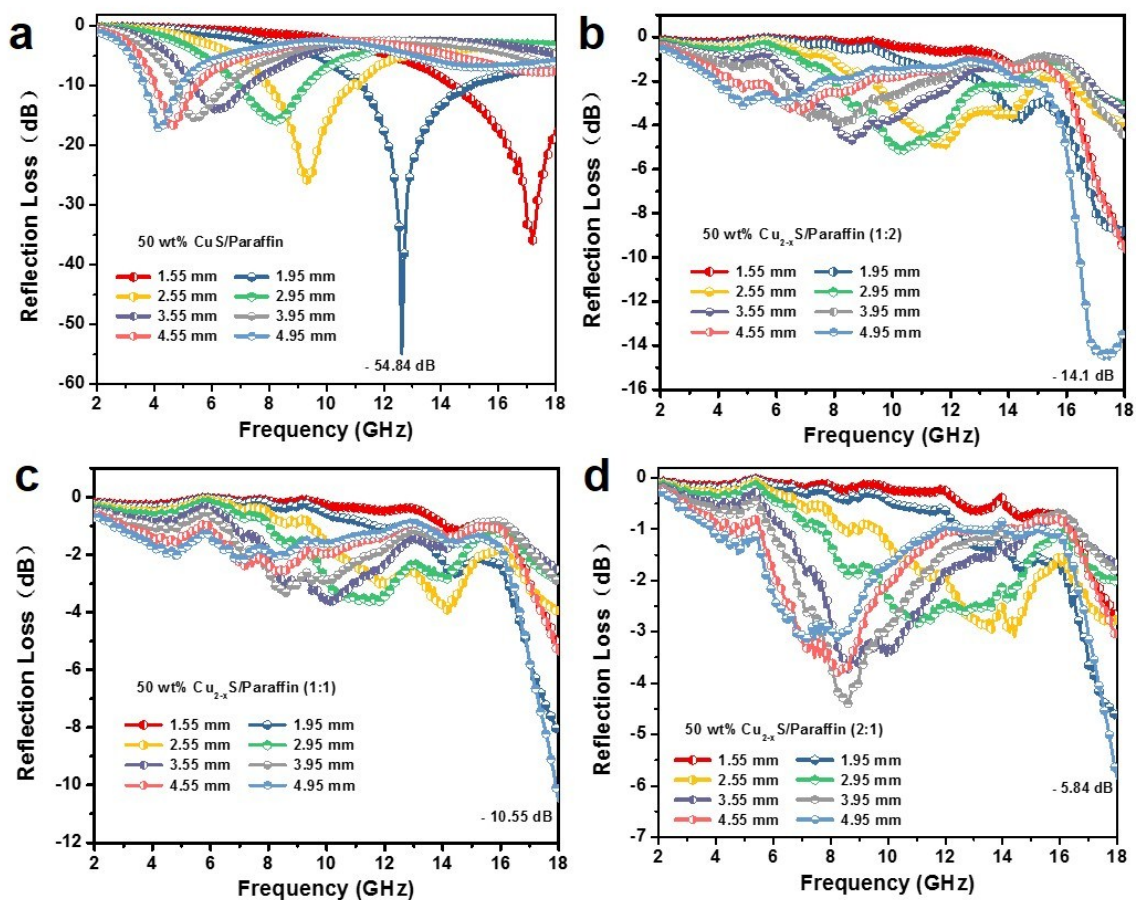 a
Reflection Loss (dB)
0
-10
-20
-30
-40
-50
-60
50 wt% CuS/Paraffin
1.55 mm 1.95 mm
2.55 mm 2.95 mm
3.55 mm 3.95 mm
4.55 mm 4.95 mm
- 54.84 dB
2 4 6 8 10 12 14 16 18
Frequency (GHz)
b
Reflection Loss (dB)
0
-2
-4
-6
-8
-10
-12
-14
-16
50 wt% Cu2-xS/Paraffin (1:2)
1.55 mm 1.95 mm
2.55 mm 2.95 mm
3.55 mm 3.95 mm
4.55 mm 4.95 mm
- 14.1 dB
2 4 6 8 10 12 14 16 18
Frequency (GHz)
c
Reflection Loss (dB)
0
-2
-4
-6
-8
-10
-12
50 wt% Cu2-xS/Paraffin (1:1)
1.55 mm 1.95 mm
2.55 mm 2.95 mm
3.55 mm 3.95 mm
4.55 mm 4.95 mm
- 10.55 dB
2 4 6 8 10 12 14 16 18
Frequency (GHz)
d
Reflection Loss (dB)
0
-1
-2
-3
-4
-5
-6
-7
50 wt% Cu2-xS/Paraffin (2:1)
1.55 mm 1.95 mm
2.55 mm 2.95 mm
3.55 mm 3.95 mm
4.55 mm 4.95 mm
- 5.84 dB
2 4 6 8 10 12 14 16 18
Frequency (GHz)